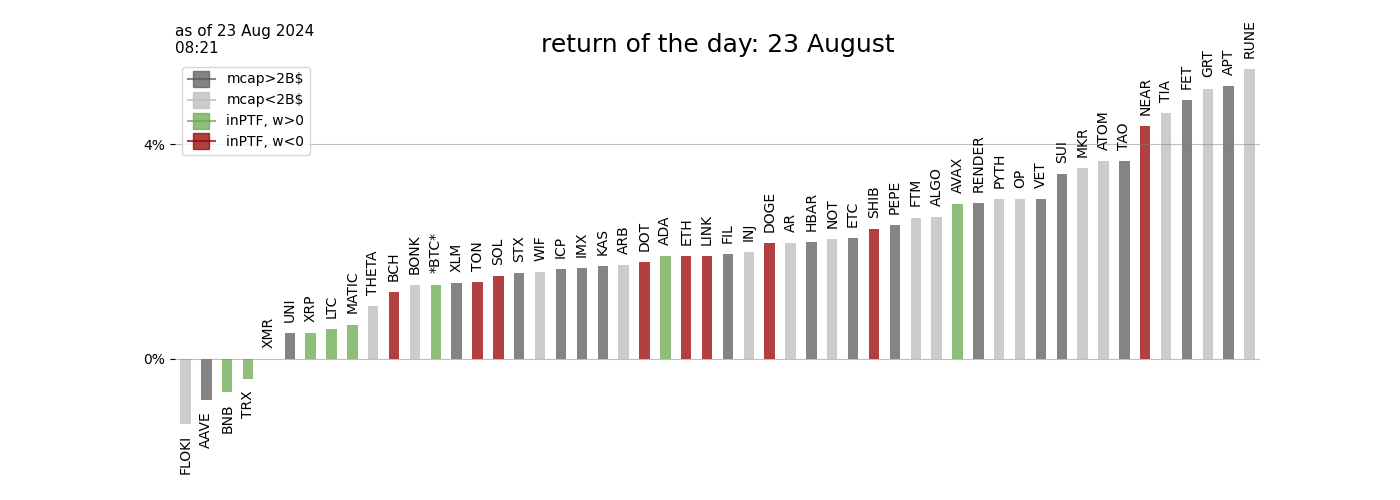 as of 23 Aug 2024
08:21
return of the day: 23 August
mcap>2B$
mcap<2B$
inPTF, w>0
inPTF, w<0
4%
0%
FLOKI
AAVE
BNB
TRX
XMR
UNI
XRP
LTC
MATIC
THETA
BCH
BONK
*BTC*
XLM
TON
SOL
STX
WIF
ICP
IMX
KAS
ARB
DOT
ADA
ETH
LINK
FIL
INJ
DOGE
AR
HBAR
NOT
ETC
SHIB
PEPE
FTM
ALGO
AVAX
RENDER
PYTH
OP
VET
SUI
MKR
ATOM
TAO
NEAR
TIA
FET
GRT
APT
RUNE